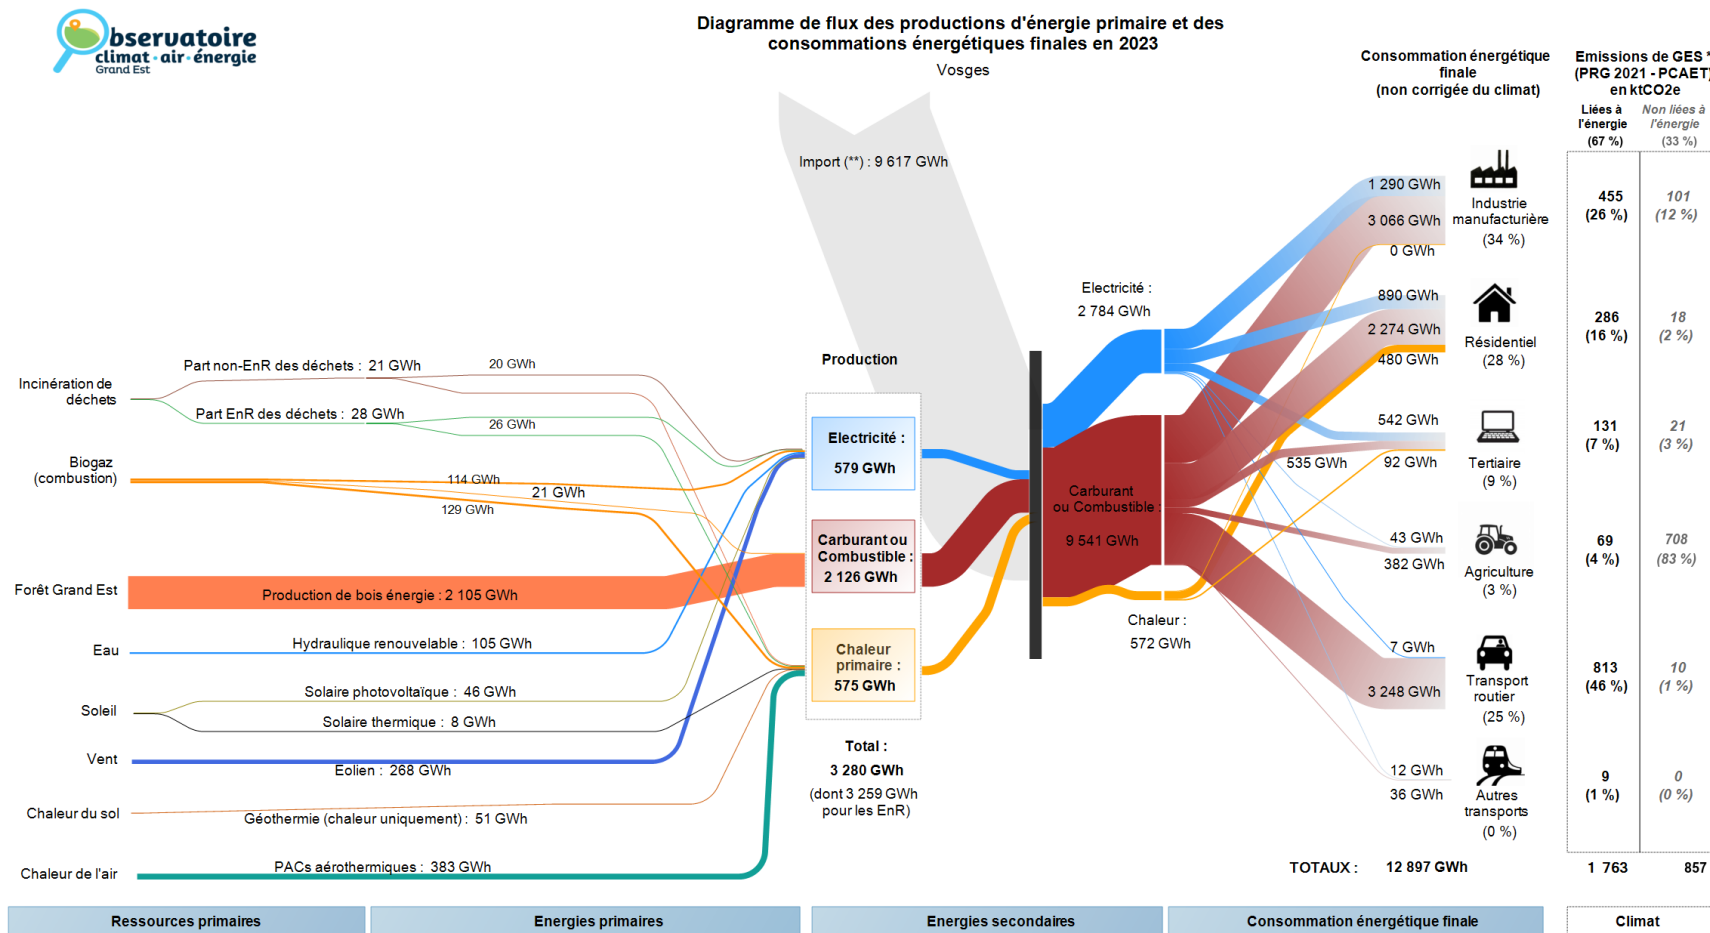 Observatoire
climat · air · énergie
Grand Est
Diagramme de flux des productions d'énergie primaire et des
consommations énergétiques finales en 2023
Vosges
Consommation énergétique
finale
(non corrigée du climat)
Emissions de GES *
(PRG 2021 - PCAET)
en ktCO2e
Liées à
l'énergie
(67 %)
Non liées à
l'énergie
(33 %)
Import (**) : 9 617 GWh
1 290 GWh
3 066 GWh
0 GWh
Industrie
manufacturière
(34 %)
455
(26 %)
101
(12 %)
Electricité :
2 784 GWh
890 GWh
2 274 GWh
480 GWh
Résidentiel
(28 %)
286
(16 %)
18
(2 %)
Production
Incinération de
déchets
Part non-EnR des déchets : 21 GWh
20 GWh
Part EnR des déchets : 28 GWh
26 GWh
Electricité :
579 GWh
542 GWh
535 GWh
92 GWh
Tertiaire
(9 %)
131
(7 %)
21
(3 %)
Biogaz
(combustion)
114 GWh
21 GWh
129 GWh
Carburant
ou Combustible :
9 541 GWh
Carburant ou
Combustible :
2 126 GWh
43 GWh
382 GWh
Agriculture
(3 %)
69
(4 %)
708
(83 %)
Forêt Grand Est
Production de bois énergie : 2 105 GWh
Chaleur :
572 GWh
Eau
Hydraulique renouvelable : 105 GWh
Chaleur
primaire :
575 GWh
7 GWh
3 248 GWh
Transport
routier
(25 %)
813
(46 %)
10
(1 %)
Soleil
Solaire photovoltaïque : 46 GWh
Solaire thermique : 8 GWh
Vent
Eolien : 268 GWh
Total :
3 280 GWh
(dont 3 259 GWh
pour les EnR)
12 GWh
36 GWh
Autres
transports
(0 %)
9
(1 %)
0
(0 %)
Chaleur du sol
Géothermie (chaleur uniquement) : 51 GWh
Chaleur de l'air
PACs aérothermiques : 383 GWh
TOTAUX : 12 897 GWh
1 763
857
Ressources primaires
Energies primaires
Energies secondaires
Consommation énergétique finale
Climat